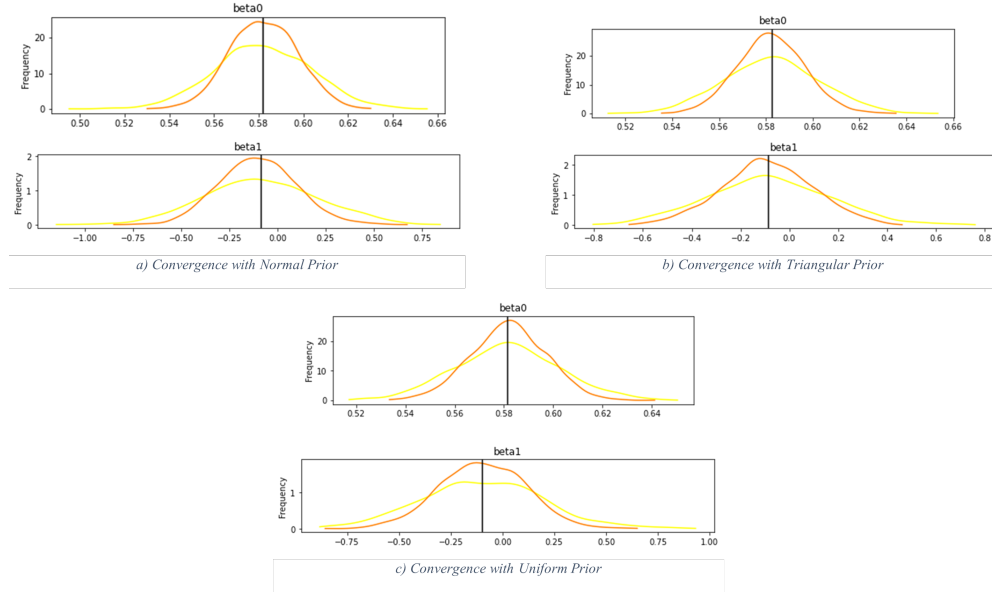 beta0
Frequency
20
10
0
0.50 0.52 0.54 0.56 0.58 0.60 0.62 0.64 0.66
beta1
Frequency
2
1
0
−1.00 −0.75 −0.50 −0.25 0.00 0.25 0.50 0.75
a) Convergence with Normal Prior
beta0
Frequency
20
10
0
0.52 0.54 0.56 0.58 0.60 0.62 0.64 0.66
beta1
Frequency
2
1
0
−0.8 −0.6 −0.4 −0.2 0.0 0.2 0.4 0.6 0.8
b) Convergence with Triangular Prior
beta0
Frequency
20
10
0
0.52 0.54 0.56 0.58 0.60 0.62 0.64
beta1
Frequency
1
0
−0.75 −0.50 −0.25 0.00 0.25 0.50 0.75 1.00
c) Convergence with Uniform Prior